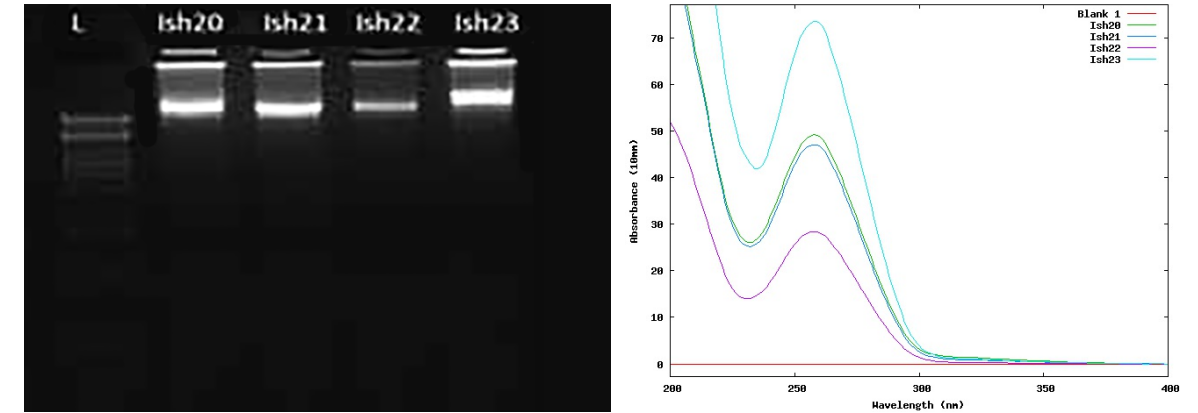 L Ish20 Ish21 Ish22 Ish23
Blank 1
Ish20
Ish21
Ish22
Ish23
70
60
50
40
30
20
10
0
Absorbance (10mm)
200 250 300 350 400
Wavelength (nm)